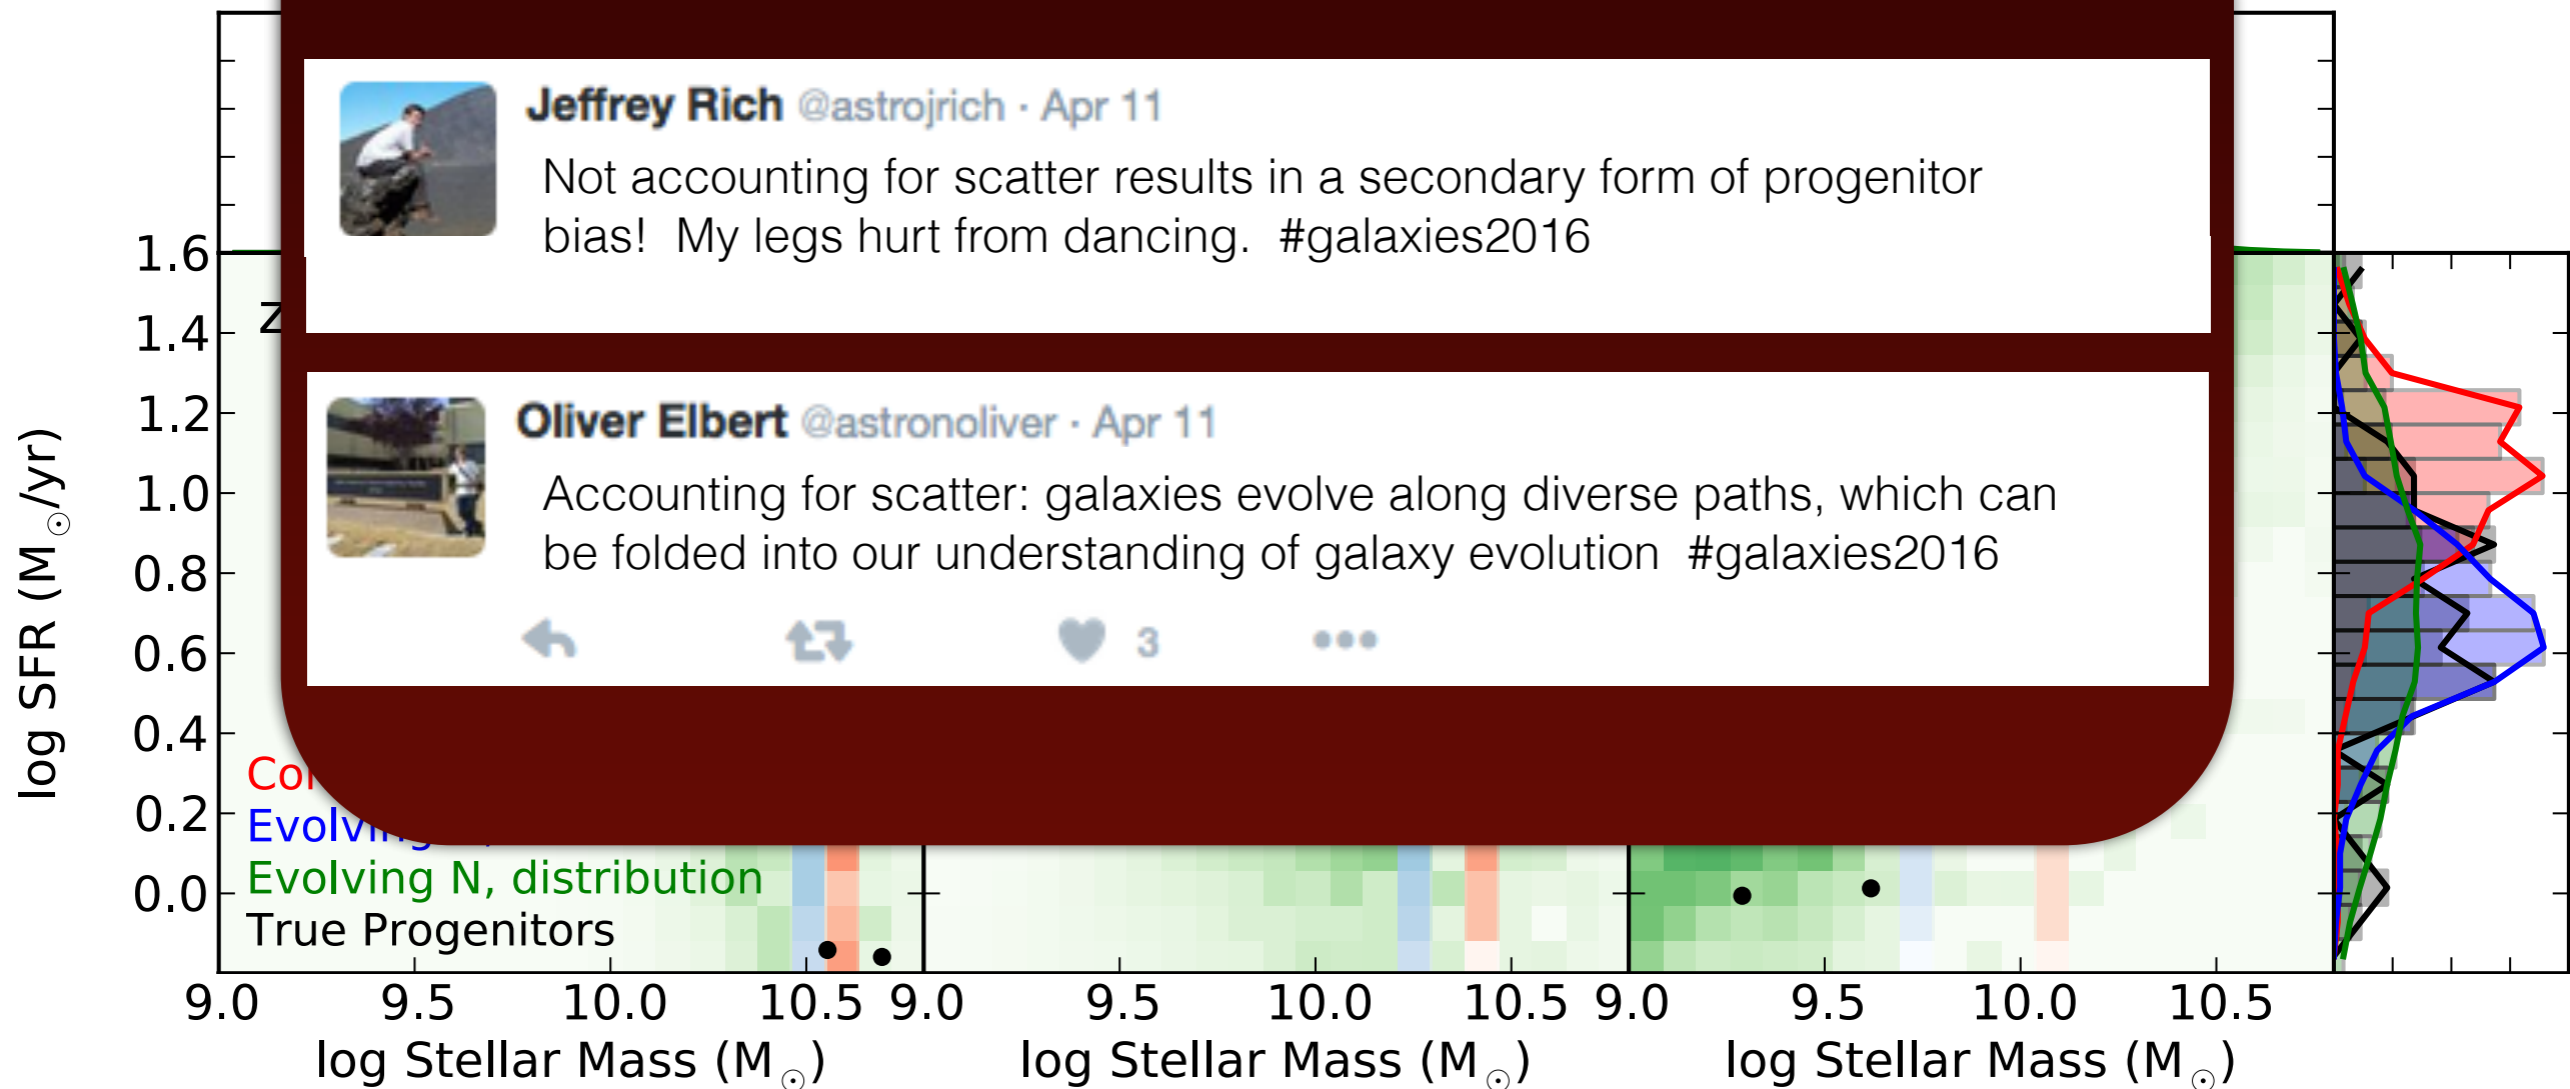 Jeffrey Rich @astrojrich · Apr 11
Not accounting for scatter results in a secondary form of progenitor
bias!  My legs hurt from dancing.  #galaxies2016
Oliver Elbert @astronoliver · Apr 11
Accounting for scatter: galaxies evolve along diverse paths, which can
be folded into our understanding of galaxy evolution  #galaxies2016
3
log SFR (M☉/yr)
1.6
1.4
1.2
1.0
0.8
0.6
0.4
0.2
0.0
Evolving N, distribution
True Progenitors
9.0 9.5 10.0 10.5 9.0 9.5 10.0 10.5 9.0 9.5 10.0 10.5
log Stellar Mass (M☉) log Stellar Mass (M☉) log Stellar Mass (M☉)